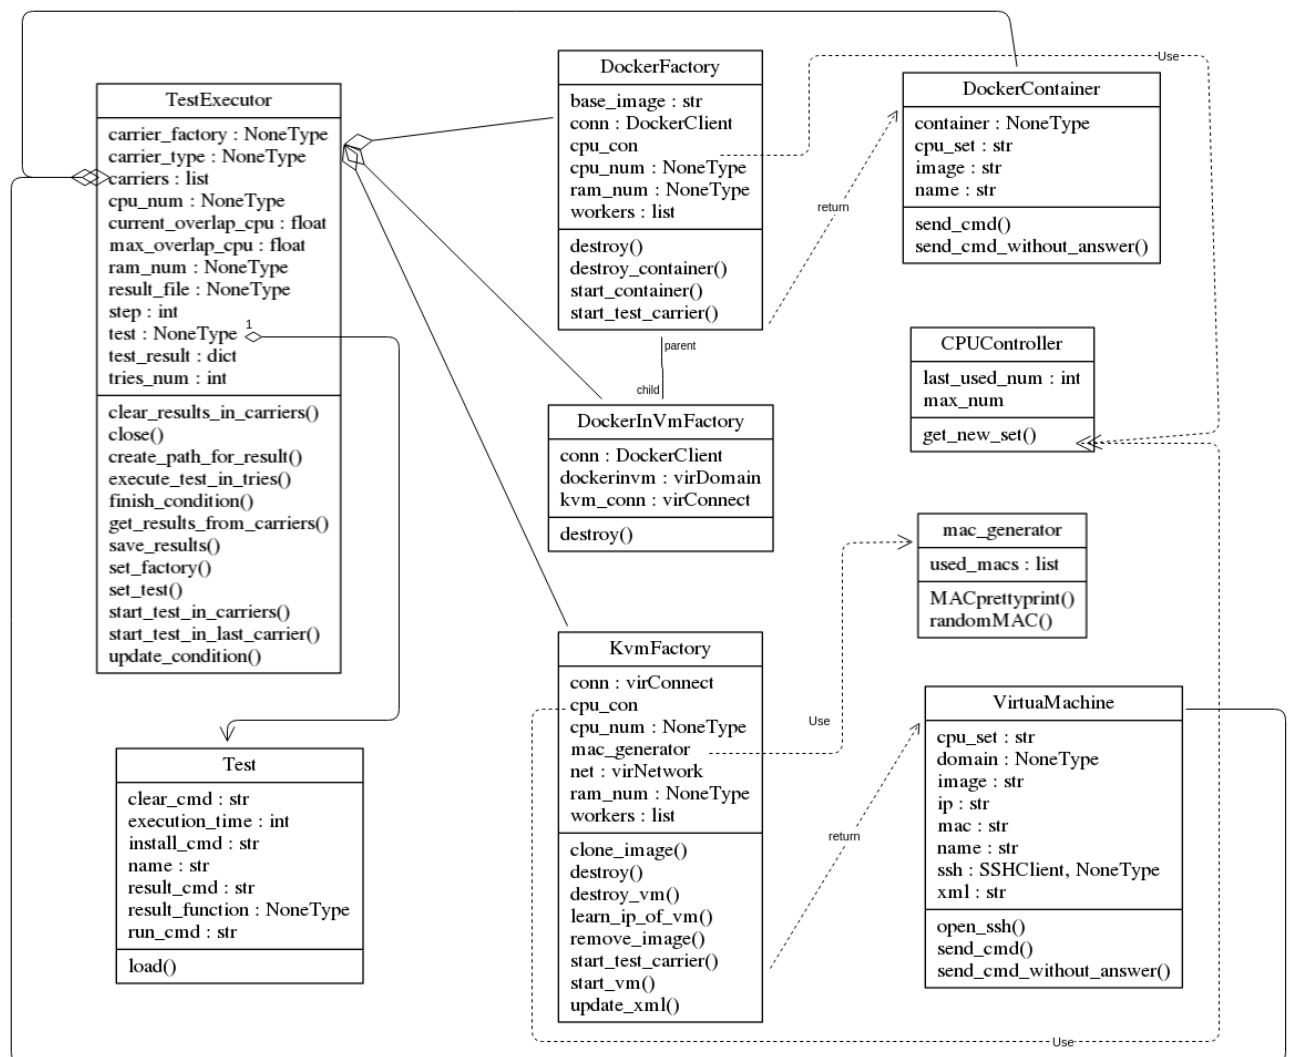 TestExecutor
carrier_factory : NoneType
carrier_type : NoneType
carriers : list
cpu_num : NoneType
current_overlap_cpu : float
max_overlap_cpu : float
ram_num : NoneType
result_file : NoneType
step : int
test : NoneType
1
test_result : dict
tries_num : int
clear_results_in_carriers()
close()
create_path_for_result()
execute_test_in_tries()
finish_condition()
get_results_from_carriers()
save_results()
set_factory()
set_test()
start_test_in_carriers()
start_test_in_last_carrier()
update_condition()
Test
clear_cmd : str
execution_time : int
install_cmd : str
name : str
result_cmd : str
result_function : NoneType
run_cmd : str
load()
DockerFactory
base_image : str
conn : DockerClient
cpu_con
cpu_num : NoneType
ram_num : NoneType
workers : list
destroy()
destroy_container()
start_container()
start_test_carrier()
parent
child
DockerInVmFactory
conn : DockerClient
dockerinvm : virDomain
kvm_conn : virConnect
destroy()
KvmFactory
conn : virConnect
cpu_con
cpu_num : NoneType
mac_generator
net : virNetwork
ram_num : NoneType
workers : list
clone_image()
destroy()
destroy_vm()
learn_ip_of_vm()
remove_image()
start_test_carrier()
start_vm()
update_xml()
Use
return
Use
return
Use
DockerContainer
container : NoneType
cpu_set : str
image : str
name : str
send_cmd()
send_cmd_without_answer()
CPUController
last_used_num : int
max_num
get_new_set()
mac_generator
used_macs : list
MACprettyprint()
randomMAC()
VirtuaMachine
cpu_set : str
domain : NoneType
image : str
ip : str
mac : str
name : str
ssh : SSHClient, NoneType
xml : str
open_ssh()
send_cmd()
send_cmd_without_answer()